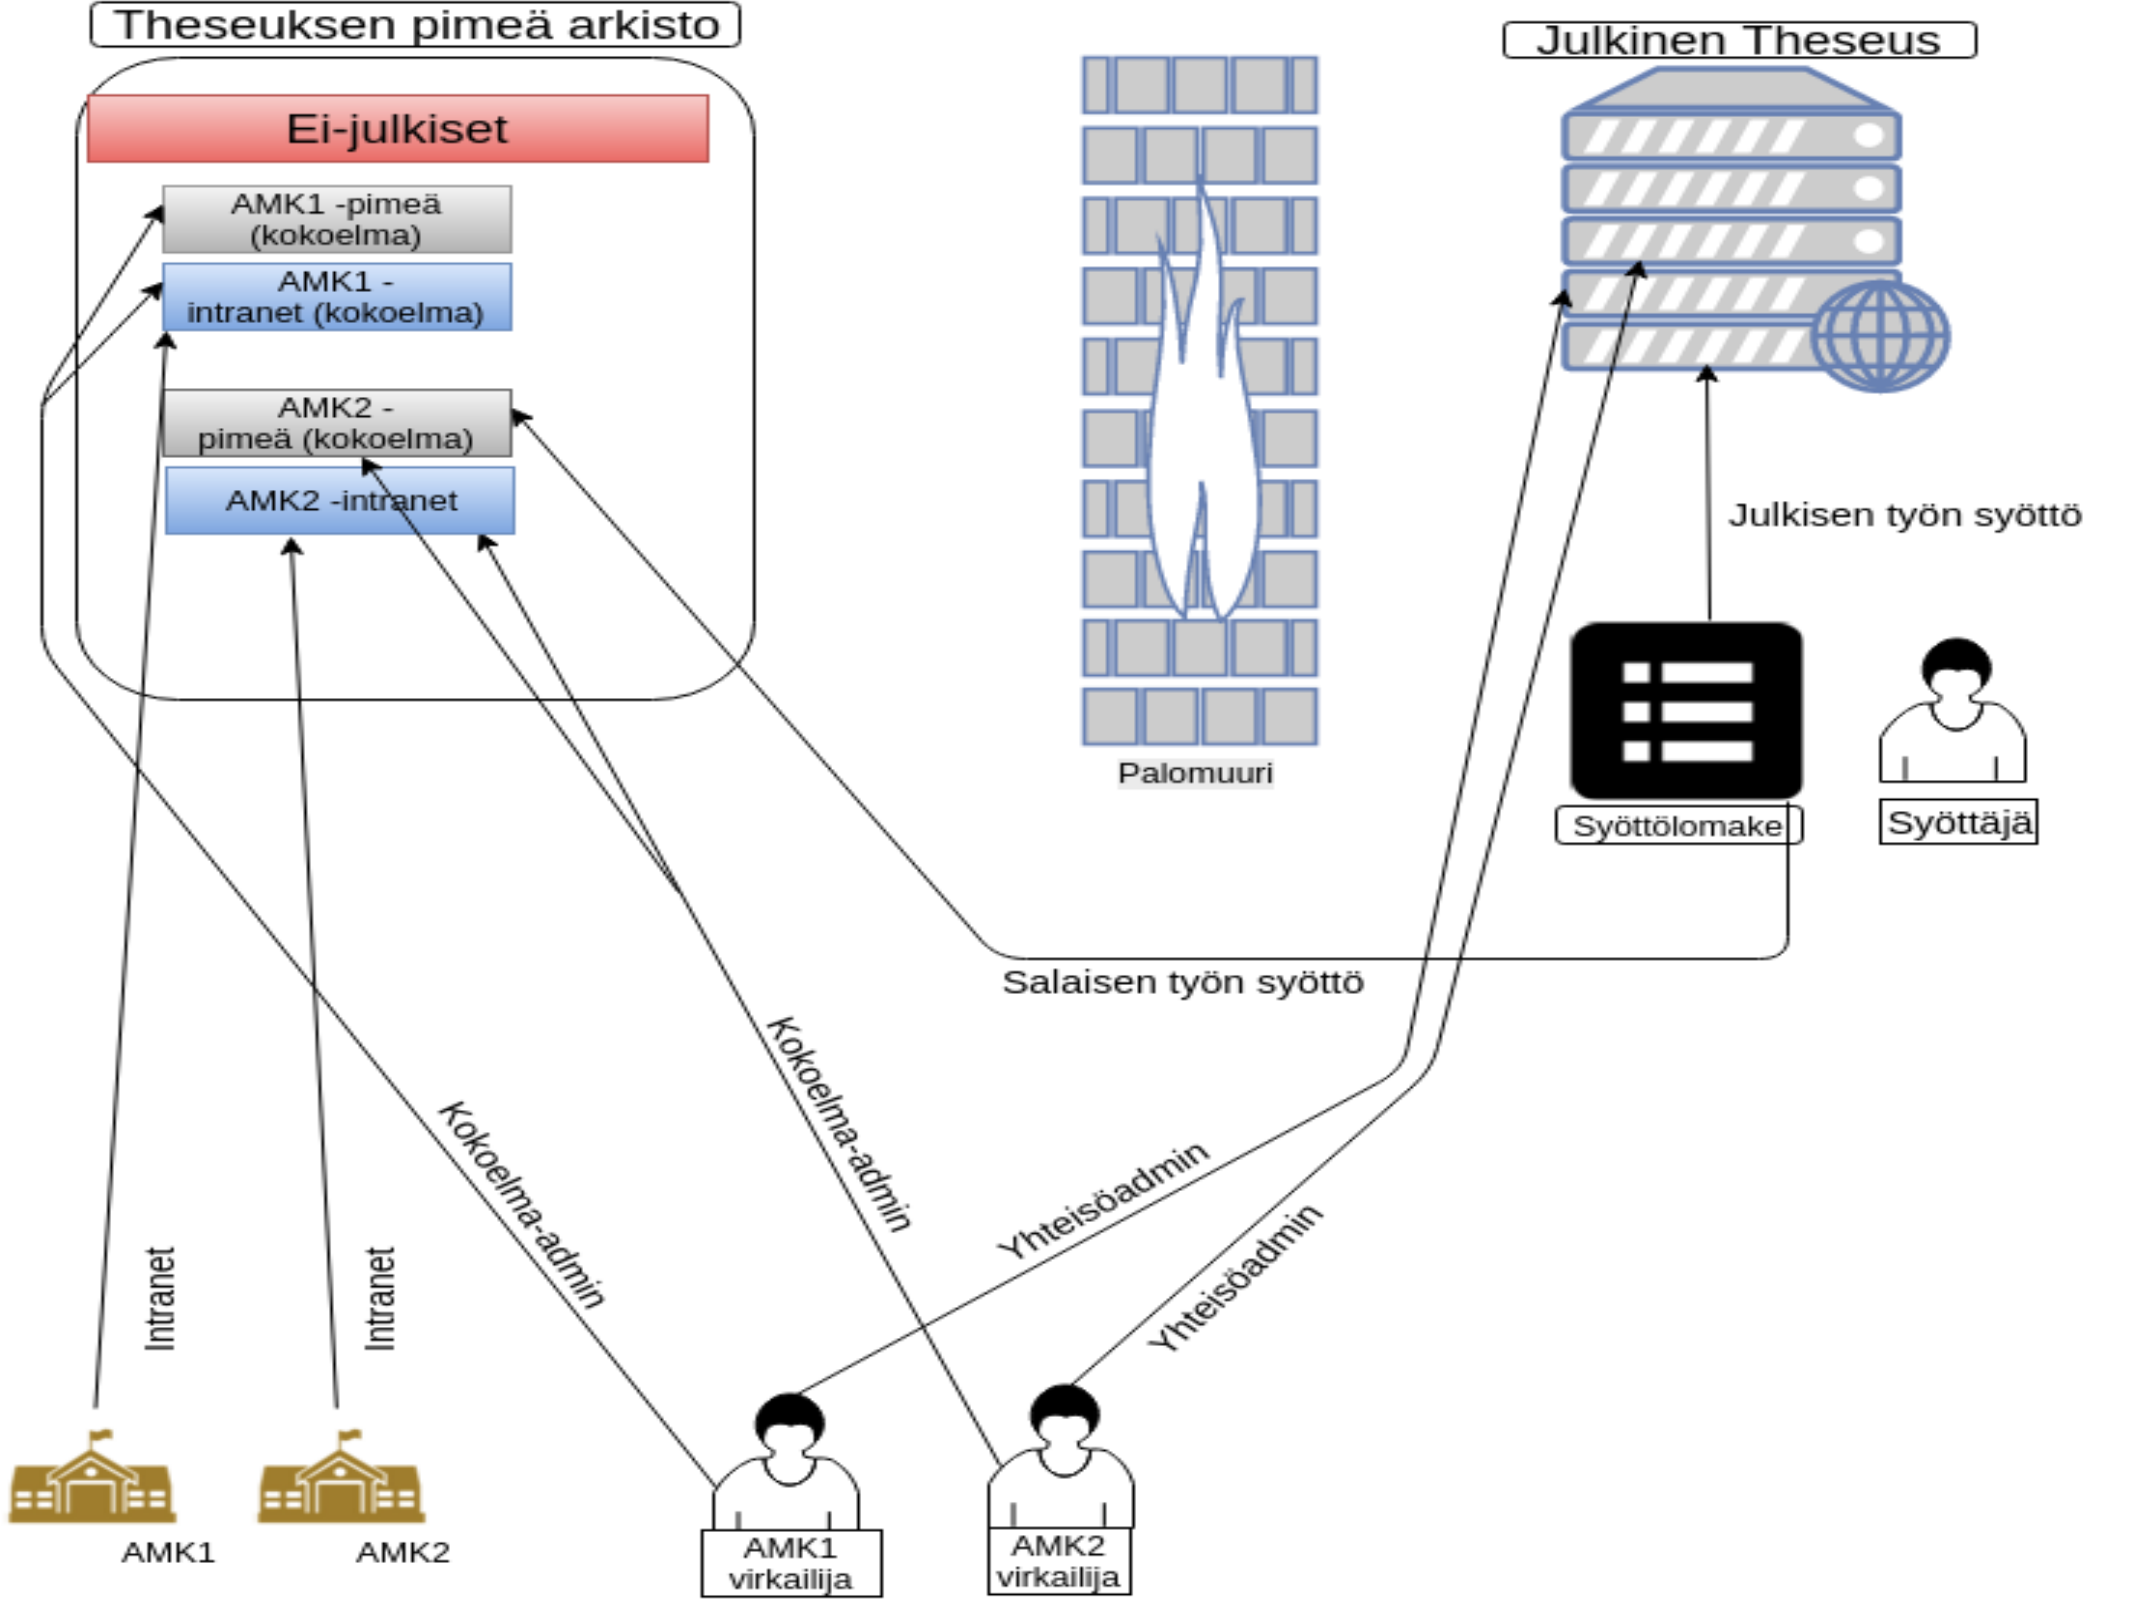 Theseuksen pimeä arkisto
Julkinen Theseus
Ei-julkiset
AMK1 -pimeä
(kokoelma)
AMK1 -
intranet (kokoelma)
AMK2 -
pimeä (kokoelma)
AMK2 -intranet
Palomuuri
Julkisen työn syöttö
Syöttölomake
Syöttäjä
Salaisen työn syöttö
Kokoelma-admin
Kokoelma-admin
Yhteisöadmin
Yhteisöadmin
Intranet
Intranet
AMK1
AMK2
AMK1
virkailija
AMK2
virkailija